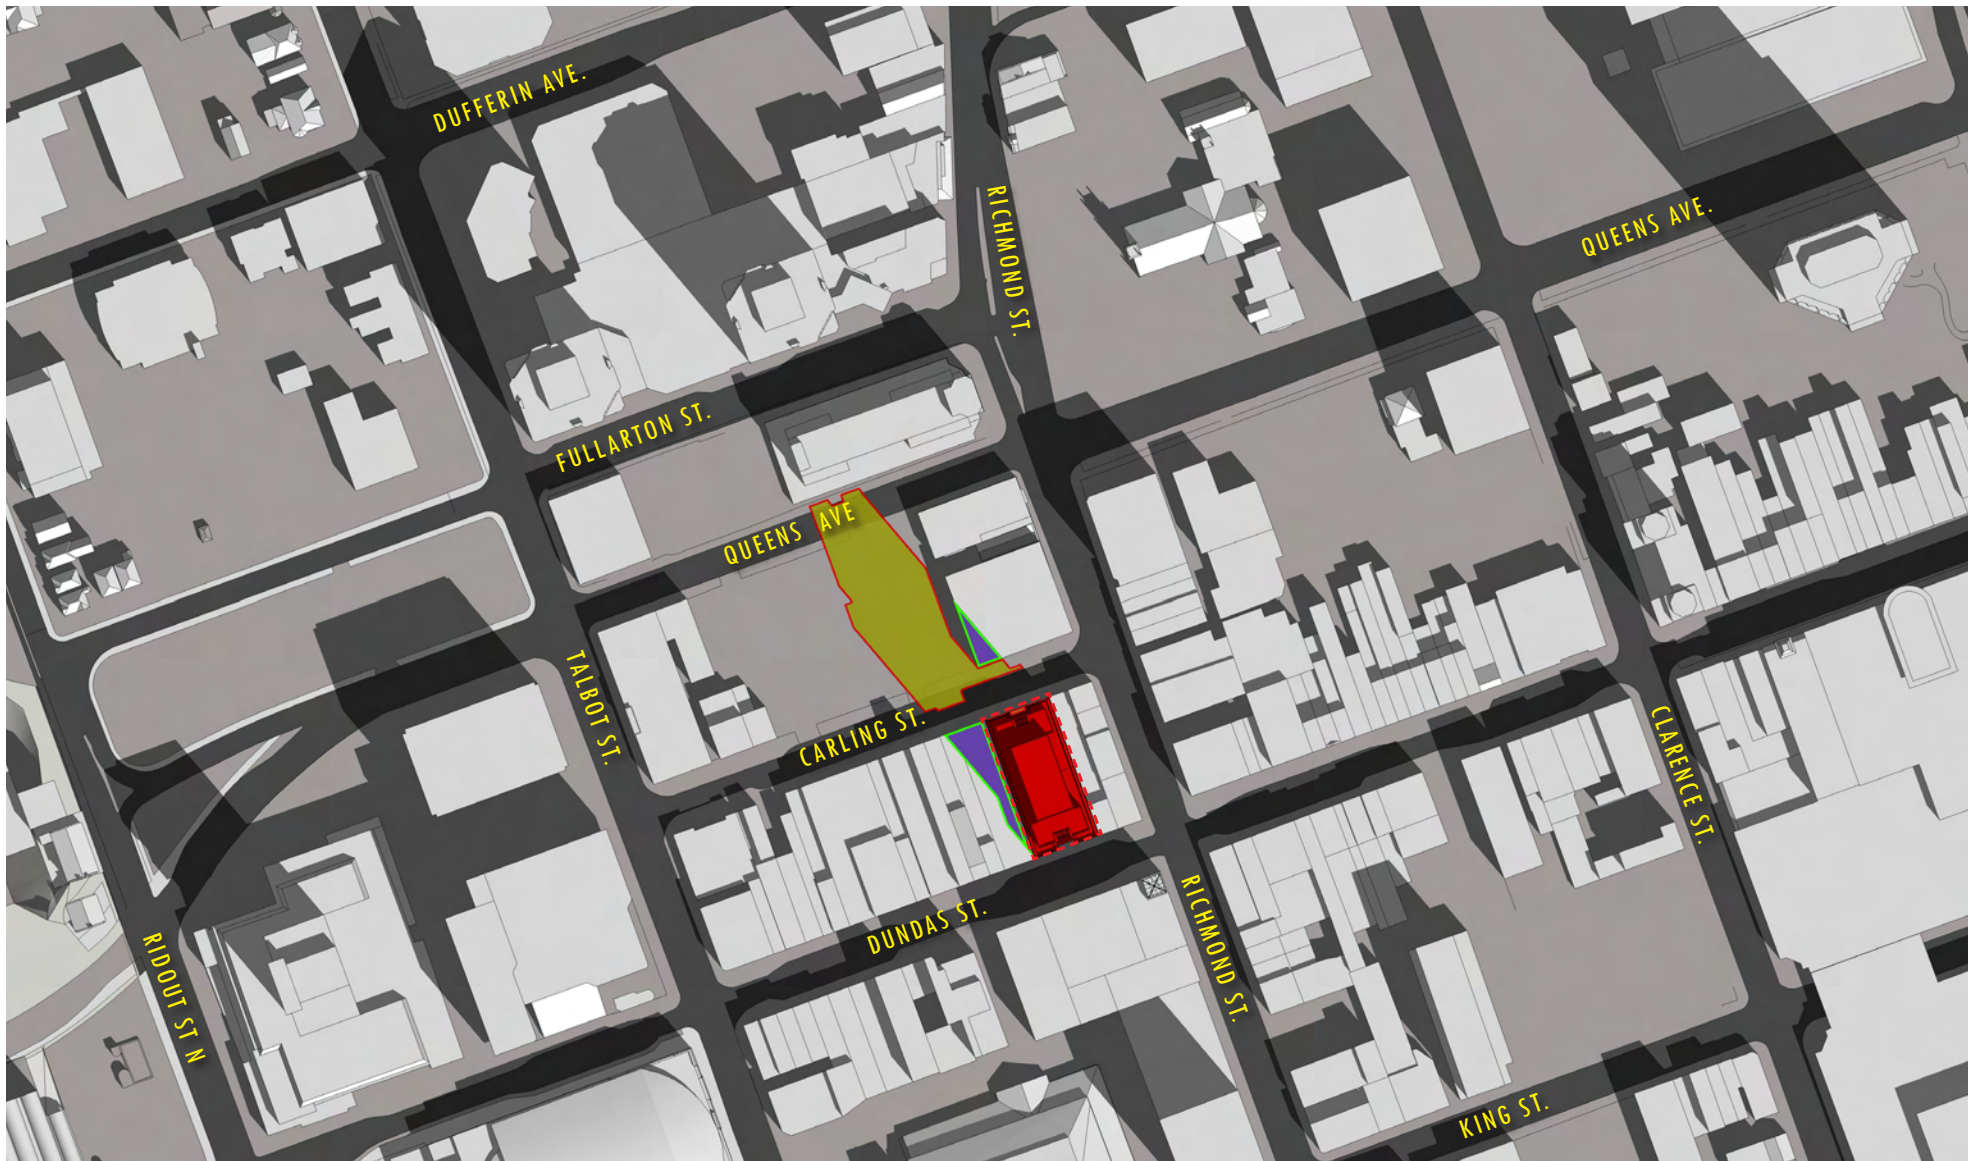 DUFFERIN AVE.
RICHMOND ST.
QUEENS AVE.
FULLARTON ST.
QUEENS AVE
TALBOT ST.
CARLING ST.
CLARENCE ST.
DUNDAS ST.
RICHMOND ST.
RIDOUT ST N
KING ST.